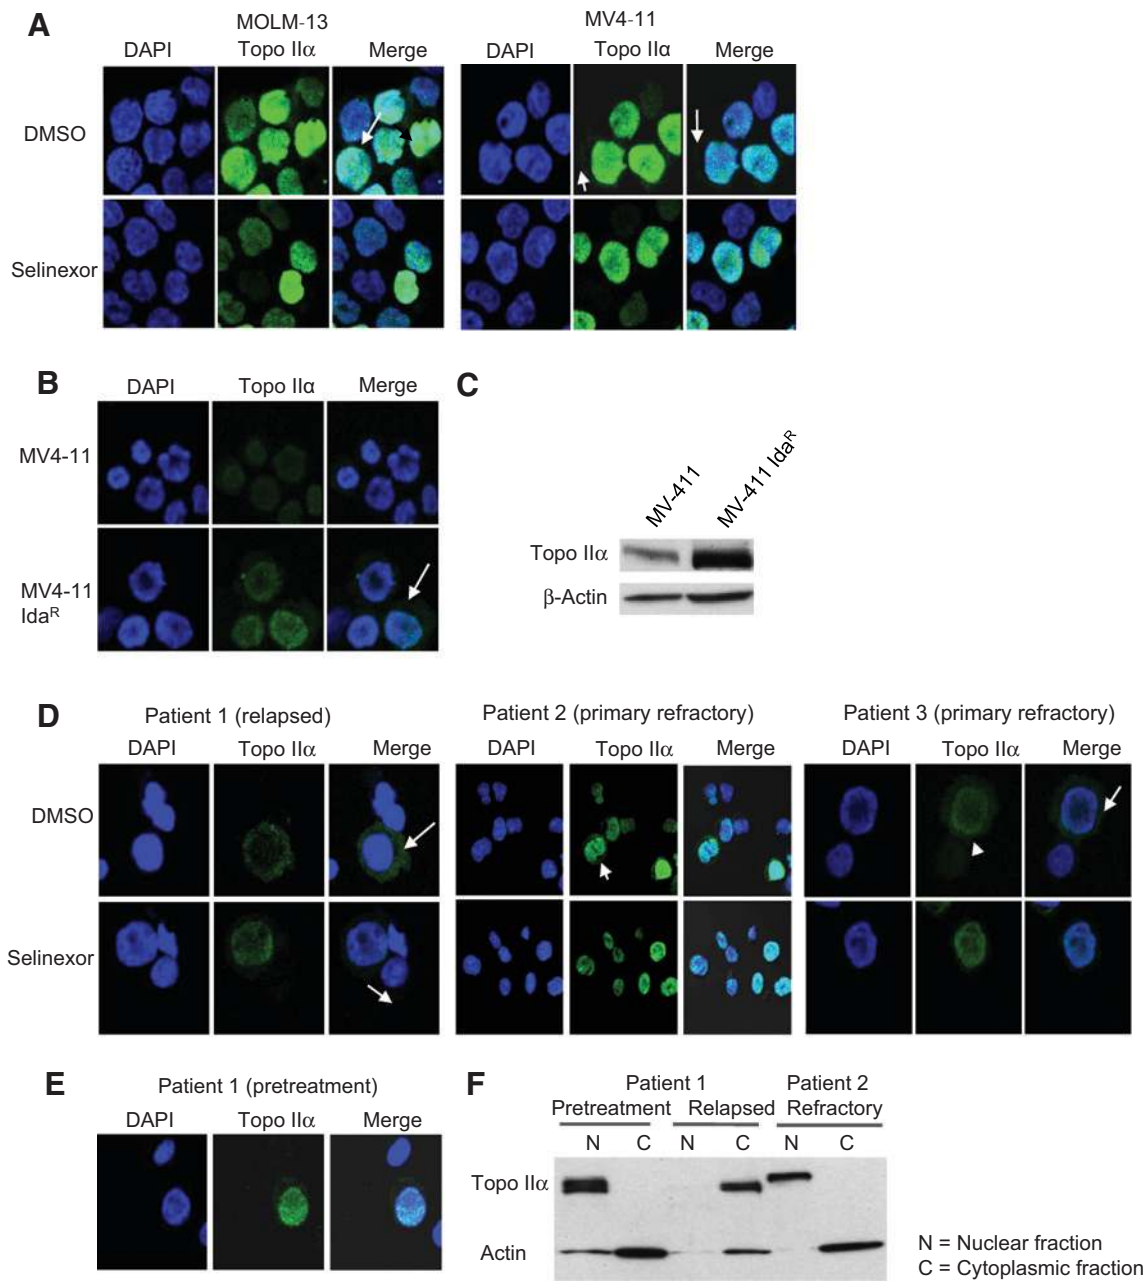 A
MOLM-13
MV4-11
DAPI Topo IIα Merge DAPI Topo IIα Merge
DMSO
Selinexor
B
C
DAPI Topo IIα Merge
MV4-11
MV4-11
IdaR
MV-411
MV-411 IdaR
Topo IIα
β-Actin
D
Patient 1 (relapsed) Patient 2 (primary refractory) Patient 3 (primary refractory)
DAPI Topo IIα Merge DAPI Topo IIα Merge DAPI Topo IIα Merge
DMSO
Selinexor
E
Patient 1 (pretreatment)
DAPI Topo IIα Merge
F
Patient 1 Patient 2
Pretreatment Relapsed Refractory
N C N C N C
Topo IIα
Actin
N = Nuclear fraction
C = Cytoplasmic fraction